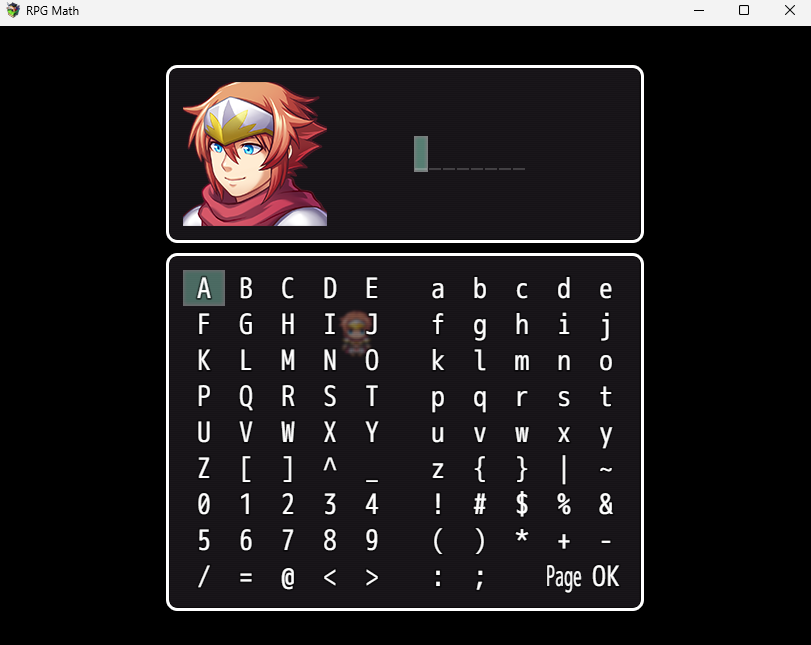 RPG Math
A B C D E a b c d e
F G H I J f g h i j
K L M N O k l m n o
P Q R S T p q r s t
U V W X Y u v w x y
Z [ ] ^ _ z { } | ~
0 1 2 3 4 ! # $ % &
5 6 7 8 9 ( ) * + -
/ = @ < > : ; Page OK